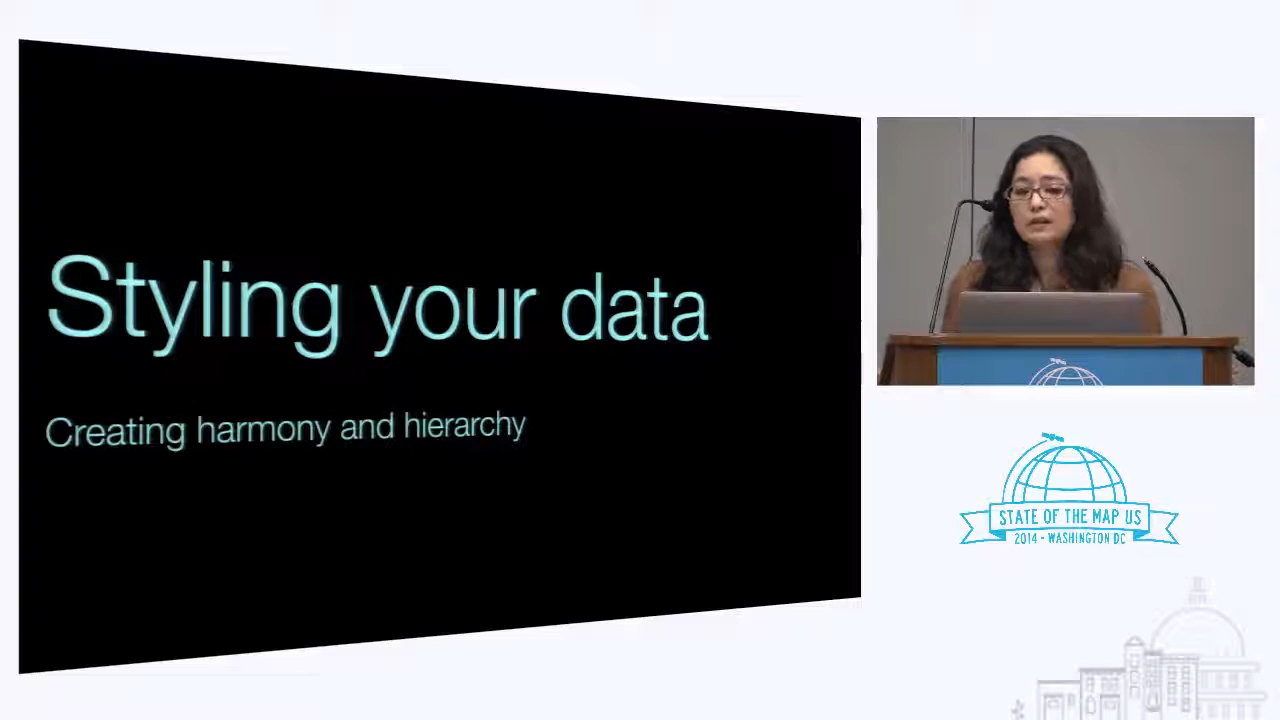 Styling your data
Creating harmony and hierarchy
STATE OF THE MAP US
2014 - WASHINGTON DC